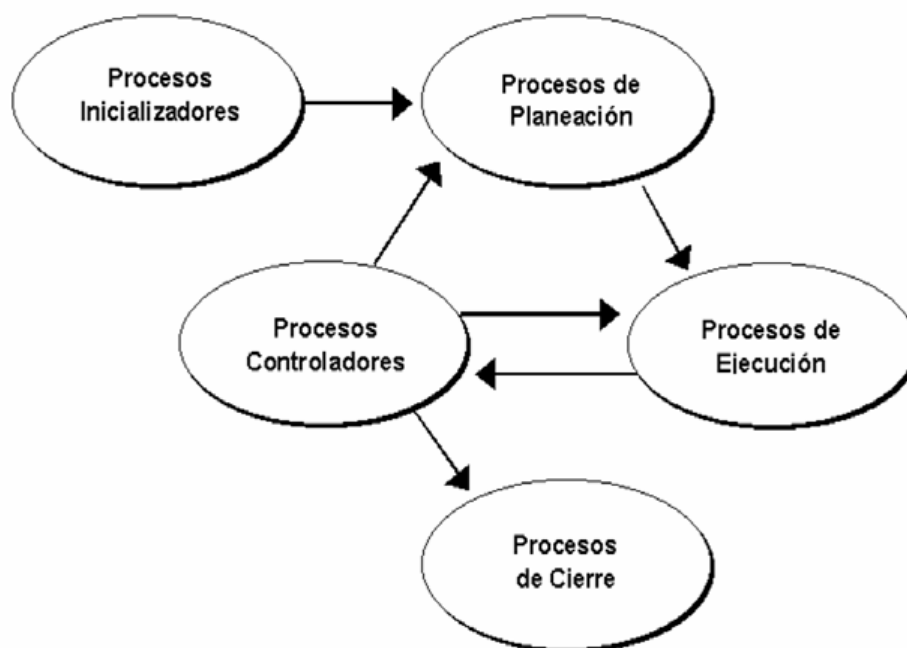 Procesos
Inicializadores
Procesos de
Planeación
Procesos
Controladores
Procesos de
Ejecución
Procesos
de Cierre